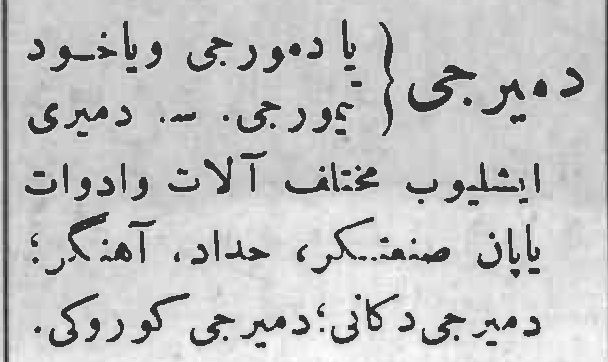 دمیرجی { یا دمورجی ویاخود
تیمورجی. س. دمیری
ایشلیوب مختلف آلات وادوات
یاپان صنعتکر، حداد، آهنگر؛
دمیرجی دکانی؛ دمیرجی کوروکی.